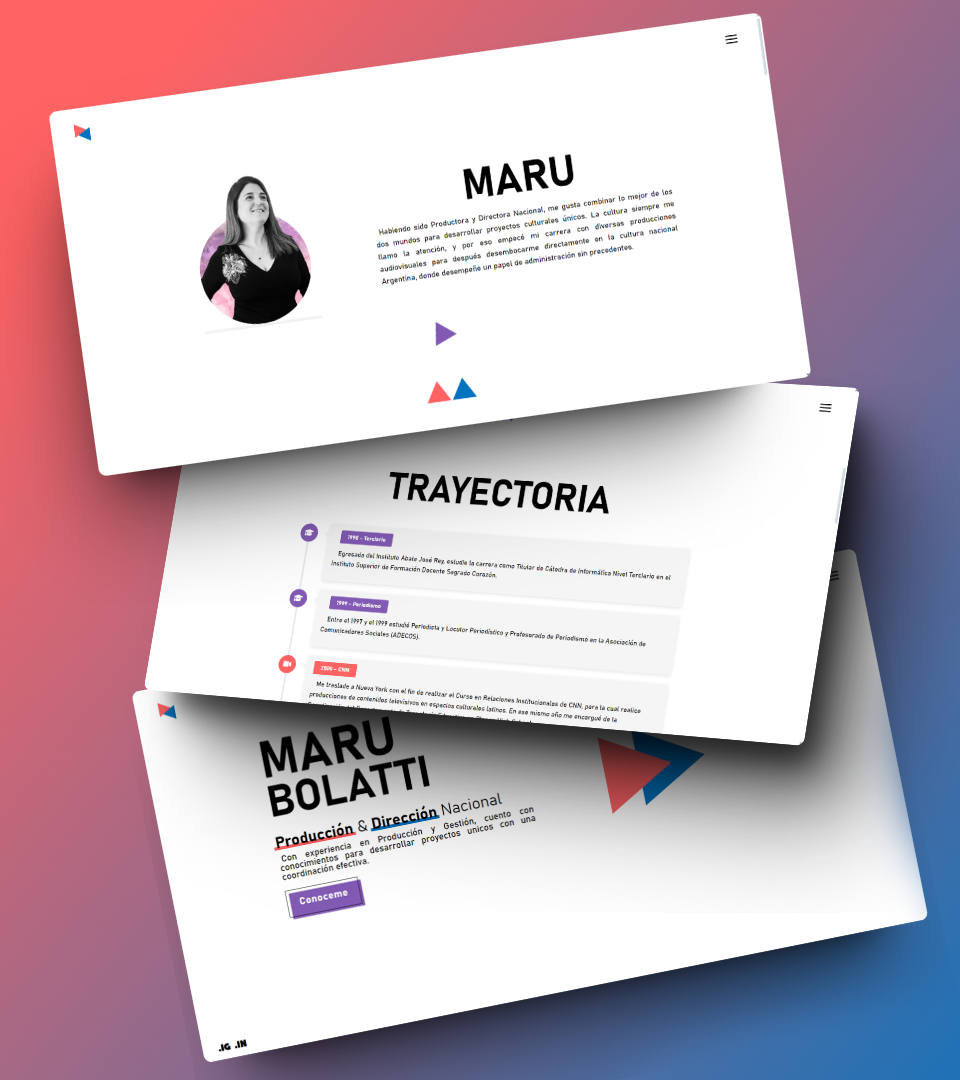 MARU
Habiendo sido Productora y Directora Nacional, me gusta combinar lo mejor de los
dos mundos para desarrollar proyectos culturales únicos. La cultura siempre me
llamo la atención, y por eso empecé mi carrera con diversas producciones
audiovisuales para después desembocarme directamente en la cultura nacional
Argentina, donde desempeñe un papel de administración sin precedentes.
TRAYECTORIA
1998 - Terciario
Egresada del Instituto Abate José Rey, estudie la carrera como Titular de Cátedra de Informática Nivel Terciario en el
Instituto Superior de Formación Docente Sagrado Corazón.
1999 - Periodismo
Entre el 1997 y el 1999 estudié Periodista y Locutor Periodístico y Profesorado de Periodismo en la Asociación de
Comunicadores Sociales (ADECOS).
2000 - CNN
Me traslade a Nueva York con el fin de realizar el Curso en Relaciones Institucionales de CNN, para la cual realice
producciones de contenidos televisivos en espacios culturales latinos. En ese mismo año me encargué de la
MARU
BOLATTI
Producción & Dirección Nacional
Con experiencia en Producción y Gestión, cuento con
conocimientos para desarrollar proyectos unicos con una
coordinación efectiva.
Conoceme
.IG .IN